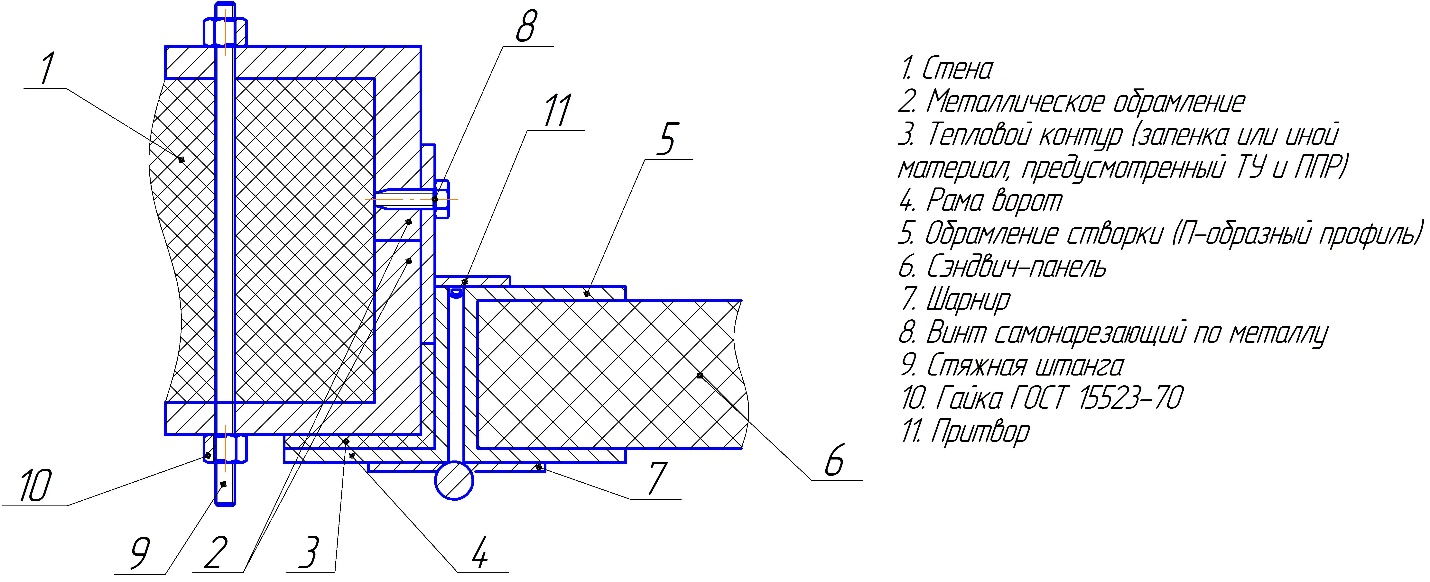 8
1
11
5
1. Стена
2. Металлическое обрамление
3. Тепловой контур (запенка или иной
материал, предусмотренный ТУ и ППР)
4. Рама ворот
5. Обрамление створки (П-образный профиль)
6. Сэндвич-панель
7. Шарнир
8. Винт самонарезающий по металлу
9. Стяжная штанга
10. Гайка ГОСТ 15523-70
11. Притвор
10
9
2
3
4
7
6